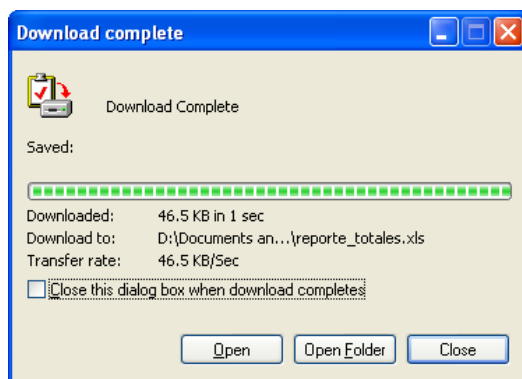 Download complete
Download Complete
Saved:
Downloaded: 46.5 KB in 1 sec
Download to: D:\Documents an...\reporte_totales.xls
Transfer rate: 46.5 KB/Sec
Close this dialog box when download completes
Open Open Folder Close